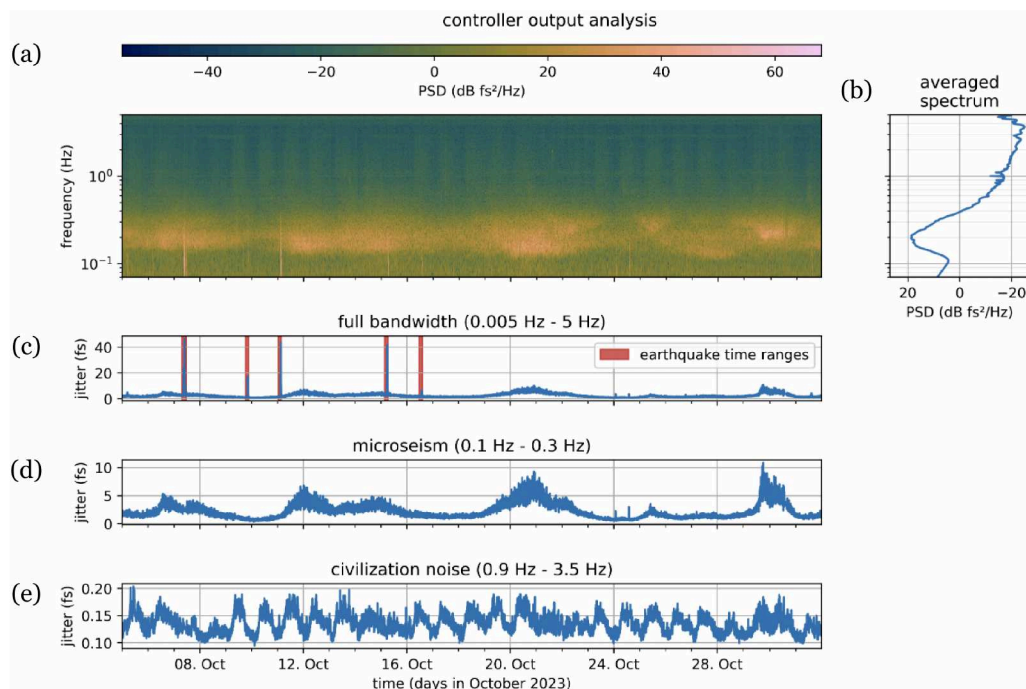 controller output analysis
(a)
−40 −20 0 20 40 60
PSD (dB fs²/Hz)
(b)
averaged
spectrum
frequency (Hz)
10⁰
10⁻¹
20 0 −20
PSD (dB fs²/Hz)
full bandwidth (0.005 Hz - 5 Hz)
(c)
jitter (fs)
40
20
0
earthquake time ranges
microseism (0.1 Hz - 0.3 Hz)
(d)
jitter (fs)
10
5
0
civilization noise (0.9 Hz - 3.5 Hz)
(e)
jitter (fs)
0.20
0.15
0.10
08. Oct 12. Oct 16. Oct 20. Oct 24. Oct 28. Oct
time (days in October 2023)